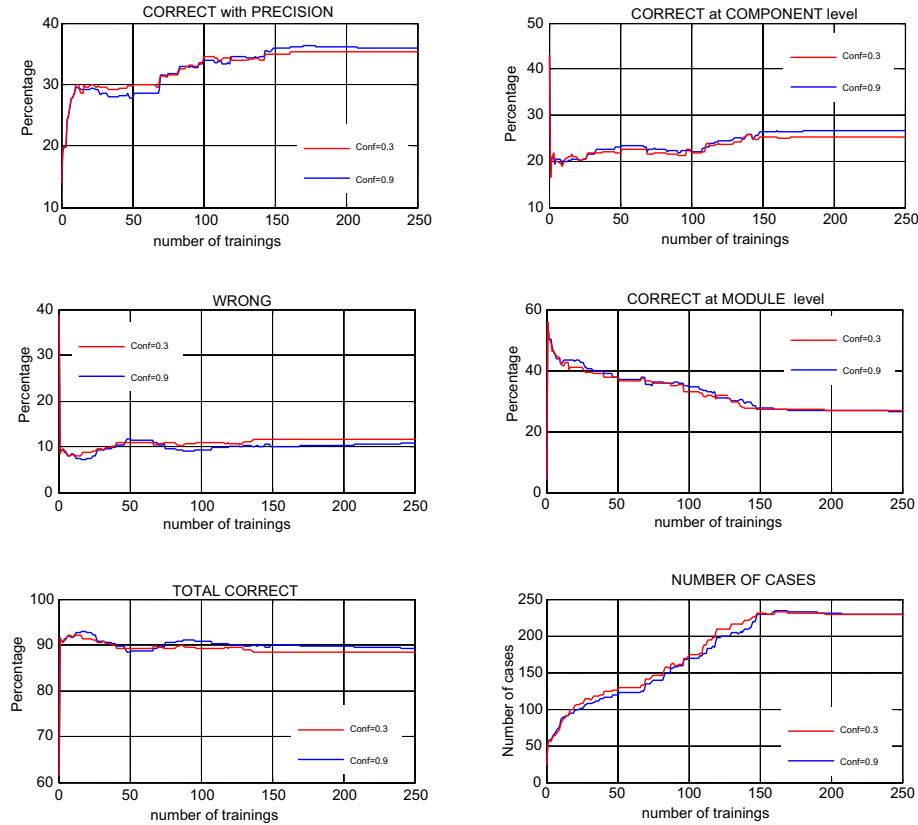 CORRECT with PRECISION
40
30
20
10
Percentage
Conf=0.3
Conf=0.9
0 50 100 150 200 250
number of trainings
CORRECT at COMPONENT level
50
40
30
20
10
Percentage
Conf=0.3
Conf=0.9
0 50 100 150 200 250
number of trainings
WRONG
40
30
20
10
0
Percentage
Conf=0.3
Conf=0.9
0 50 100 150 200 250
number of trainings
CORRECT at MODULE level
60
40
20
0
Percentage
Conf=0.3
Conf=0.9
0 50 100 150 200 250
number of trainings
TOTAL CORRECT
100
90
80
70
60
Percentage
Conf=0.3
Conf=0.9
0 50 100 150 200 250
number of trainings
NUMBER OF CASES
250
200
150
100
50
0
Number of cases
Conf=0.3
Conf=0.9
0 50 100 150 200 250
number of trainings